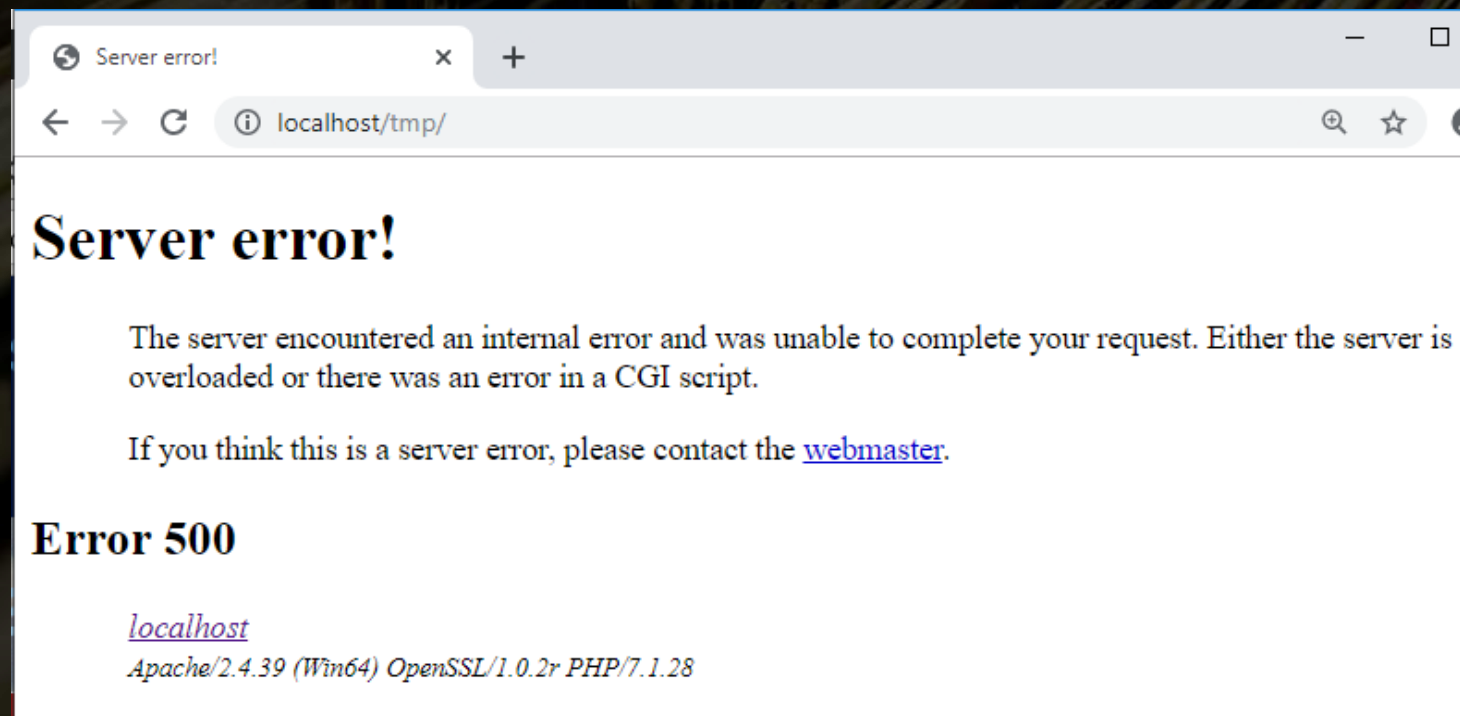 Server error!
localhost/tmp/
Server error!
The server encountered an internal error and was unable to complete your request. Either the server is
overloaded or there was an error in a CGI script.
If you think this is a server error, please contact the webmaster.
Error 500
localhost
Apache/2.4.39 (Win64) OpenSSL/1.0.2r PHP/7.1.28